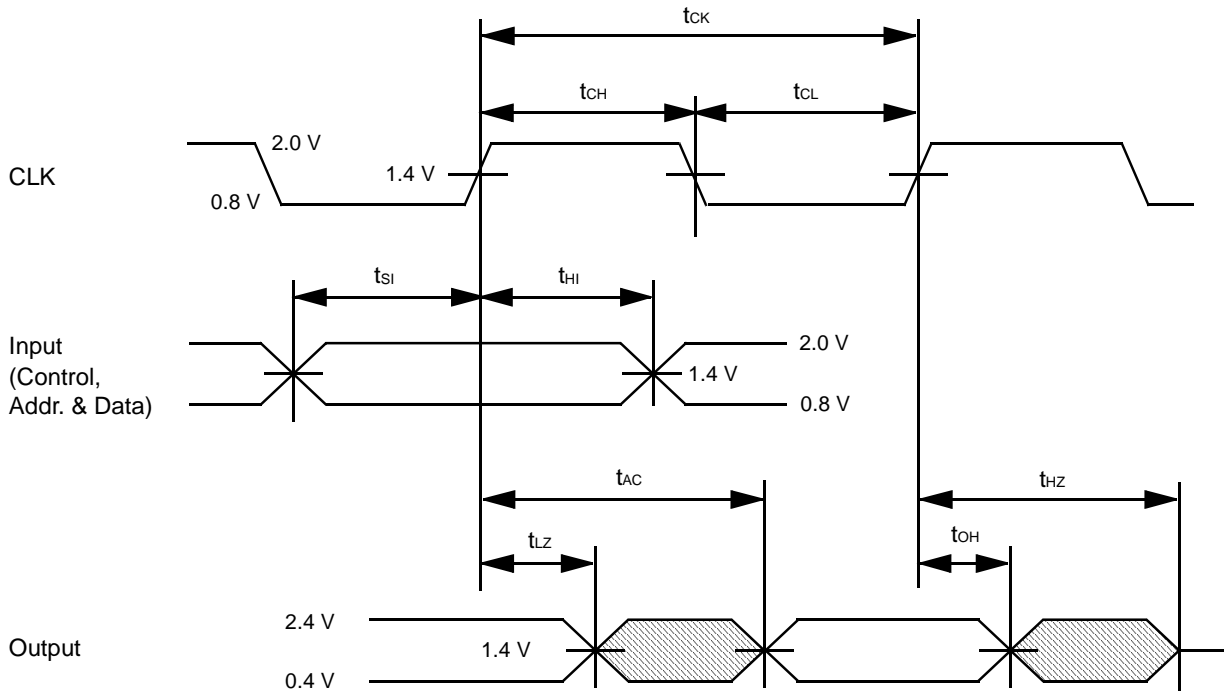 tCK
tCH
tCL
CLK
2.0 V
1.4 V
0.8 V
tSI
tHI
Input
(Control,
Addr. & Data)
2.0 V
1.4 V
0.8 V
tAC
tHZ
tLZ
tOH
Output
2.4 V
1.4 V
0.4 V